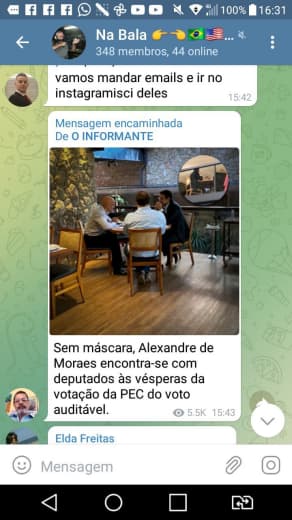 100% 16:31
Na Bala 👉👈🇧🇷🇺🇸...
348 membros, 44 online
vamos mandar emails e ir no
instagramisci deles
15:42
Mensagem encaminhada
De O INFORMANTE
Sem máscara, Alexandre de
Moraes encontra-se com
deputados às vésperas da
votação da PEC do voto
auditável.
5.5K 15:43
Elda Freitas
Mensagem